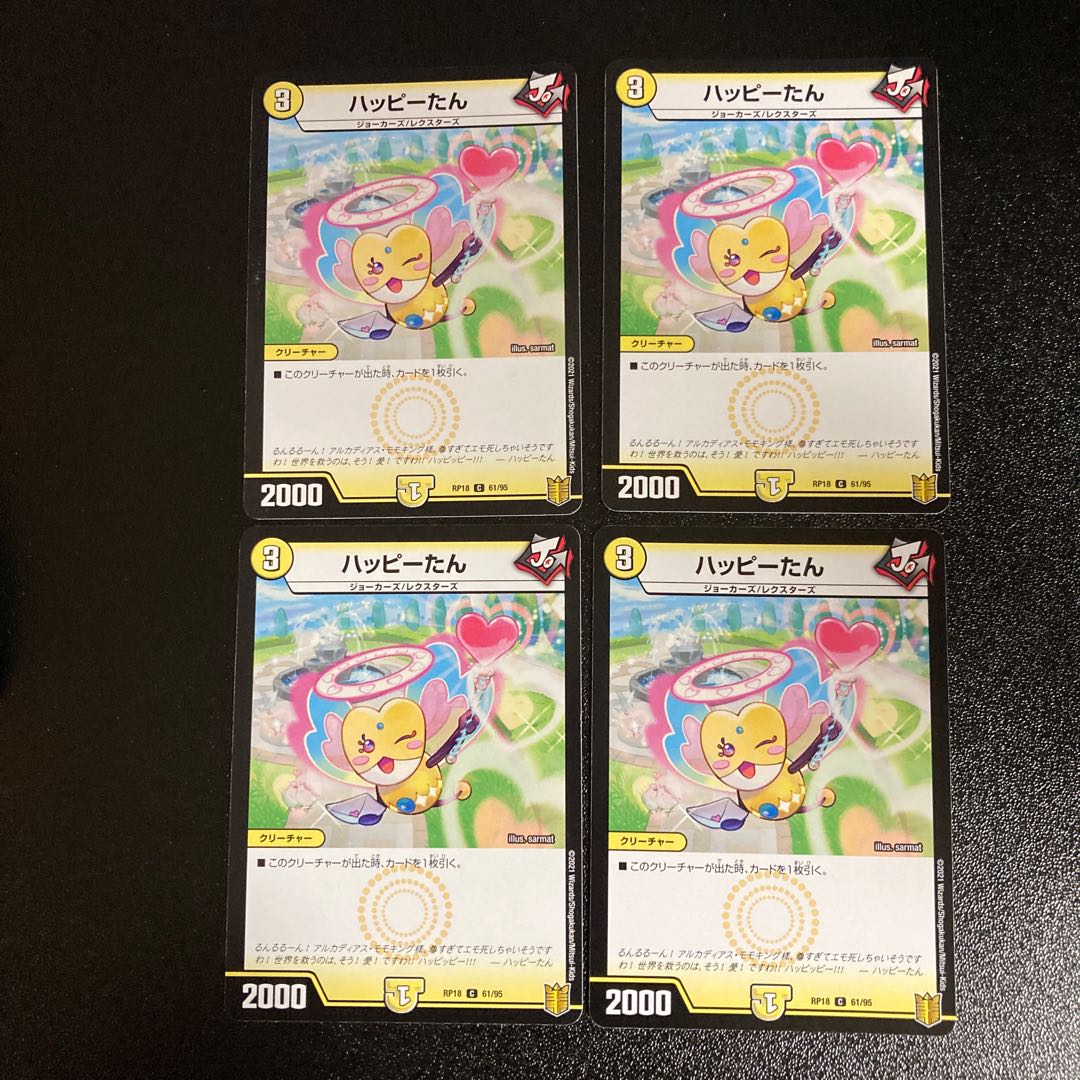 3
ハッピーたん
ジョーカーズ/レクスターズ
illus. sarmat
クリーチャー
■ このクリーチャーが出た時、カードを1枚引く。
るんるるーん! アルカディアス・モモキング様、尊すぎてエモ死しちゃいそうです
わ! 世界を救うのは、そう! 愛! ですわ!! ハッピッピー!!! ― ハッピーたん
2000
RP18 C 61/95
©2021 Wizards/Shogakukan/Mitsui-Kids
3
ハッピーたん
ジョーカーズ/レクスターズ
illus. sarmat
クリーチャー
■ このクリーチャーが出た時、カードを1枚引く。
るんるるーん! アルカディアス・モモキング様、尊すぎてエモ死しちゃいそうです
わ! 世界を救うのは、そう! 愛! ですわ!! ハッピッピー!!! ― ハッピーたん
2000
RP18 C 61/95
©2021 Wizards/Shogakukan/Mitsui-Kids
3
ハッピーたん
ジョーカーズ/レクスターズ
illus. sarmat
クリーチャー
■ このクリーチャーが出た時、カードを1枚引く。
るんるるーん! アルカディアス・モモキング様、尊すぎてエモ死しちゃいそうです
わ! 世界を救うのは、そう! 愛! ですわ!! ハッピッピー!!! ― ハッピーたん
2000
RP18 C 61/95
©2021 Wizards/Shogakukan/Mitsui-Kids
3
ハッピーたん
ジョーカーズ/レクスターズ
illus. sarmat
クリーチャー
■ このクリーチャーが出た時、カードを1枚引く。
るんるるーん! アルカディアス・モモキング様、尊すぎてエモ死しちゃいそうです
わ! 世界を救うのは、そう! 愛! ですわ!! ハッピッピー!!! ― ハッピーたん
2000
RP18 C 61/95
©2021 Wizards/Shogakukan/Mitsui-Kids